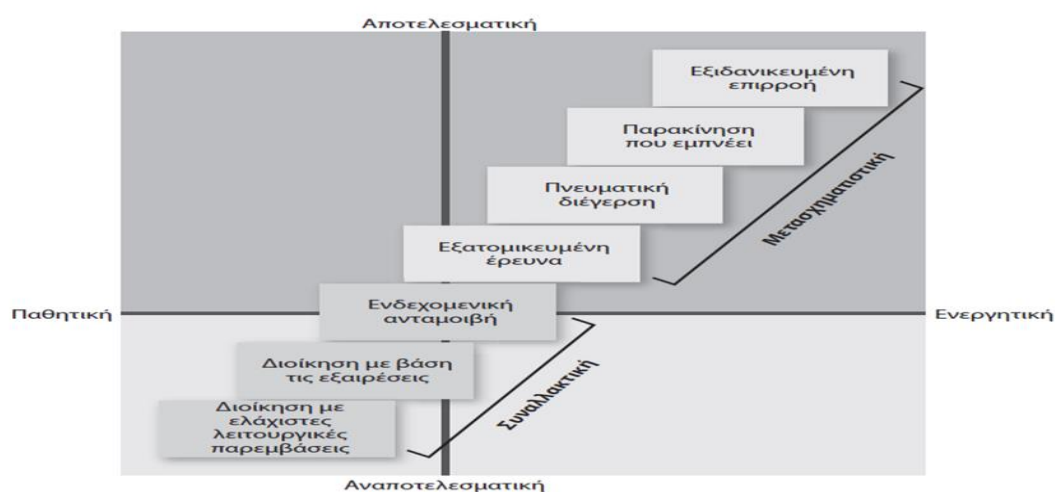 Αποτελεσματική
Εξιδανικευμένη
επιρροή
Παρακίνηση
που εμπνέει
Πνευματική
διέγερση
Μετασχηματιστική
Εξατομικευμένη
έρευνα
Παθητική
Ενδεχομενική
ανταμοιβή
Ενεργητική
Διοίκηση με βάση
τις εξαιρέσεις
Συναλλακτική
Διοίκηση με
ελάχιστες
λειτουργικές
παρεμβάσεις
Αναποτελεσματική